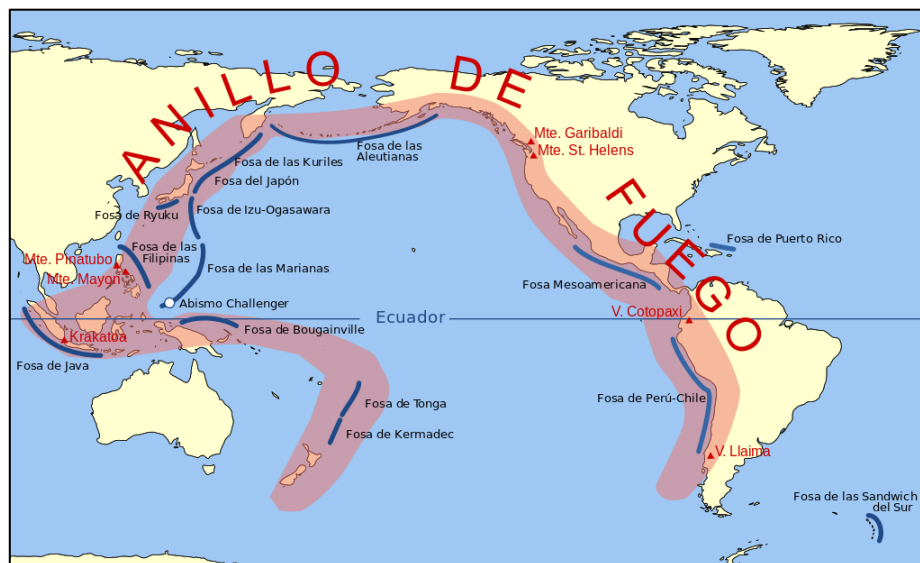 ANILLO DE FUEGO
Mte. Garibaldi
Mte. St. Helens
Fosa de las
Aleutianas
Fosa de las Kuriles
Fosa del Japón
Fosa de Ryuku
Fosa de Izu-Ogasawara
Fosa de Puerto Rico
Fosa de las
Filipinas
Mte. Pinatubo
Mte. Mayon
Fosa de las Marianas
Fosa Mesoamericana
Abismo Challenger
V. Cotopaxi
Ecuador
Fosa de Bougainville
Krakatoa
Fosa de Java
Fosa de Perú-Chile
Fosa de Tonga
Fosa de Kermadec
V. Llaima
Fosa de las Sandwich
del Sur